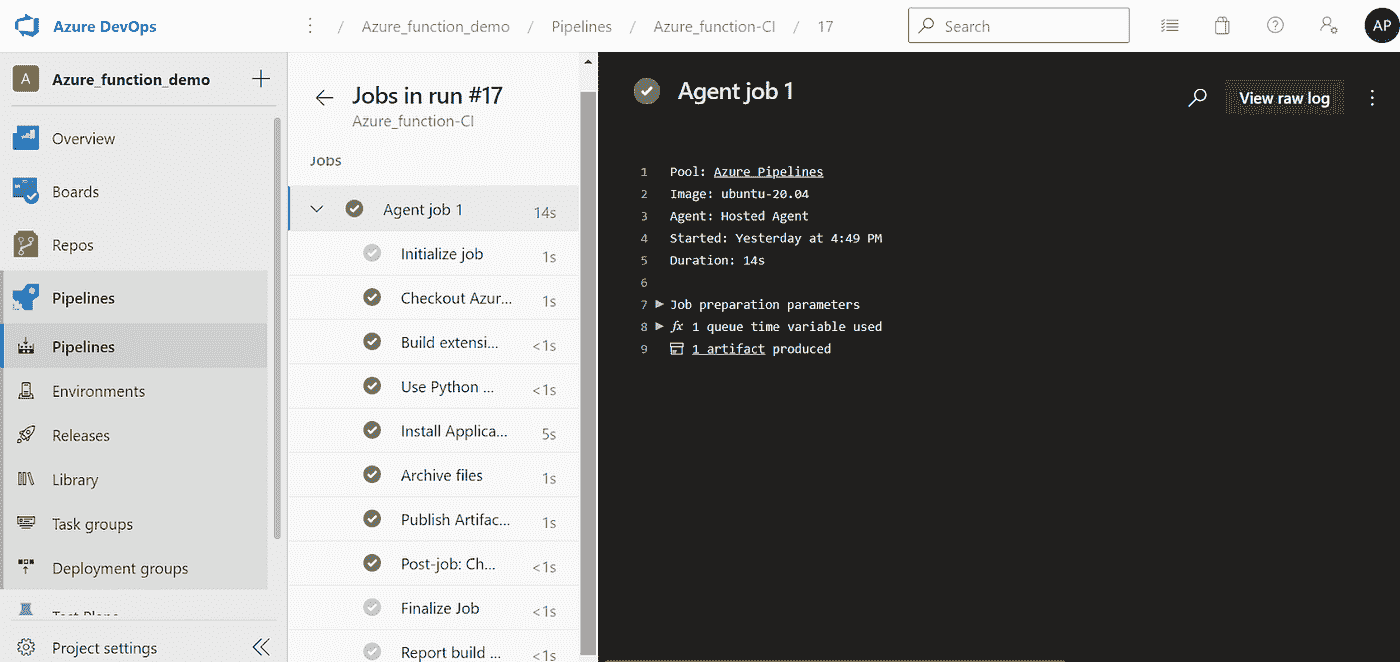 Azure DevOps
/ Azure_function_demo / Pipelines / Azure_function-CI / 17
Search
AP
A Azure_function_demo
Overview
Boards
Repos
Pipelines
Pipelines
Environments
Releases
Library
Task groups
Deployment groups
Test Plans
Project settings
Jobs in run #17
Azure_function-CI
Jobs
Agent job 1 14s
Initialize job 1s
Checkout Azur... 1s
Build extensi... <1s
Use Python ... <1s
Install Applica... 5s
Archive files 1s
Publish Artifac... 1s
Post-job: Ch... <1s
Finalize Job <1s
Report build ... <1s
Agent job 1
View raw log
1 Pool: Azure Pipelines
2 Image: ubuntu-20.04
3 Agent: Hosted Agent
4 Started: Yesterday at 4:49 PM
5 Duration: 14s
6
7 Job preparation parameters
8 fx 1 queue time variable used
9 1 artifact produced